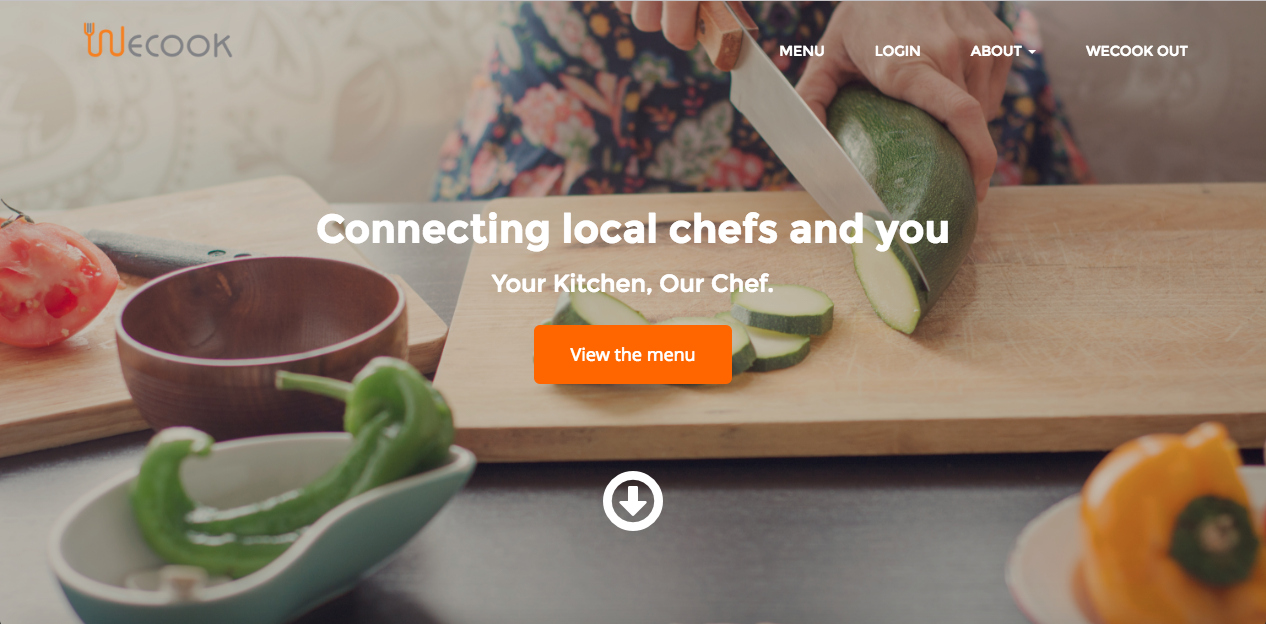 WECOOK
MENU LOGIN ABOUT WECOOK OUT
Connecting local chefs and you
Your Kitchen, Our Chef.
View the menu